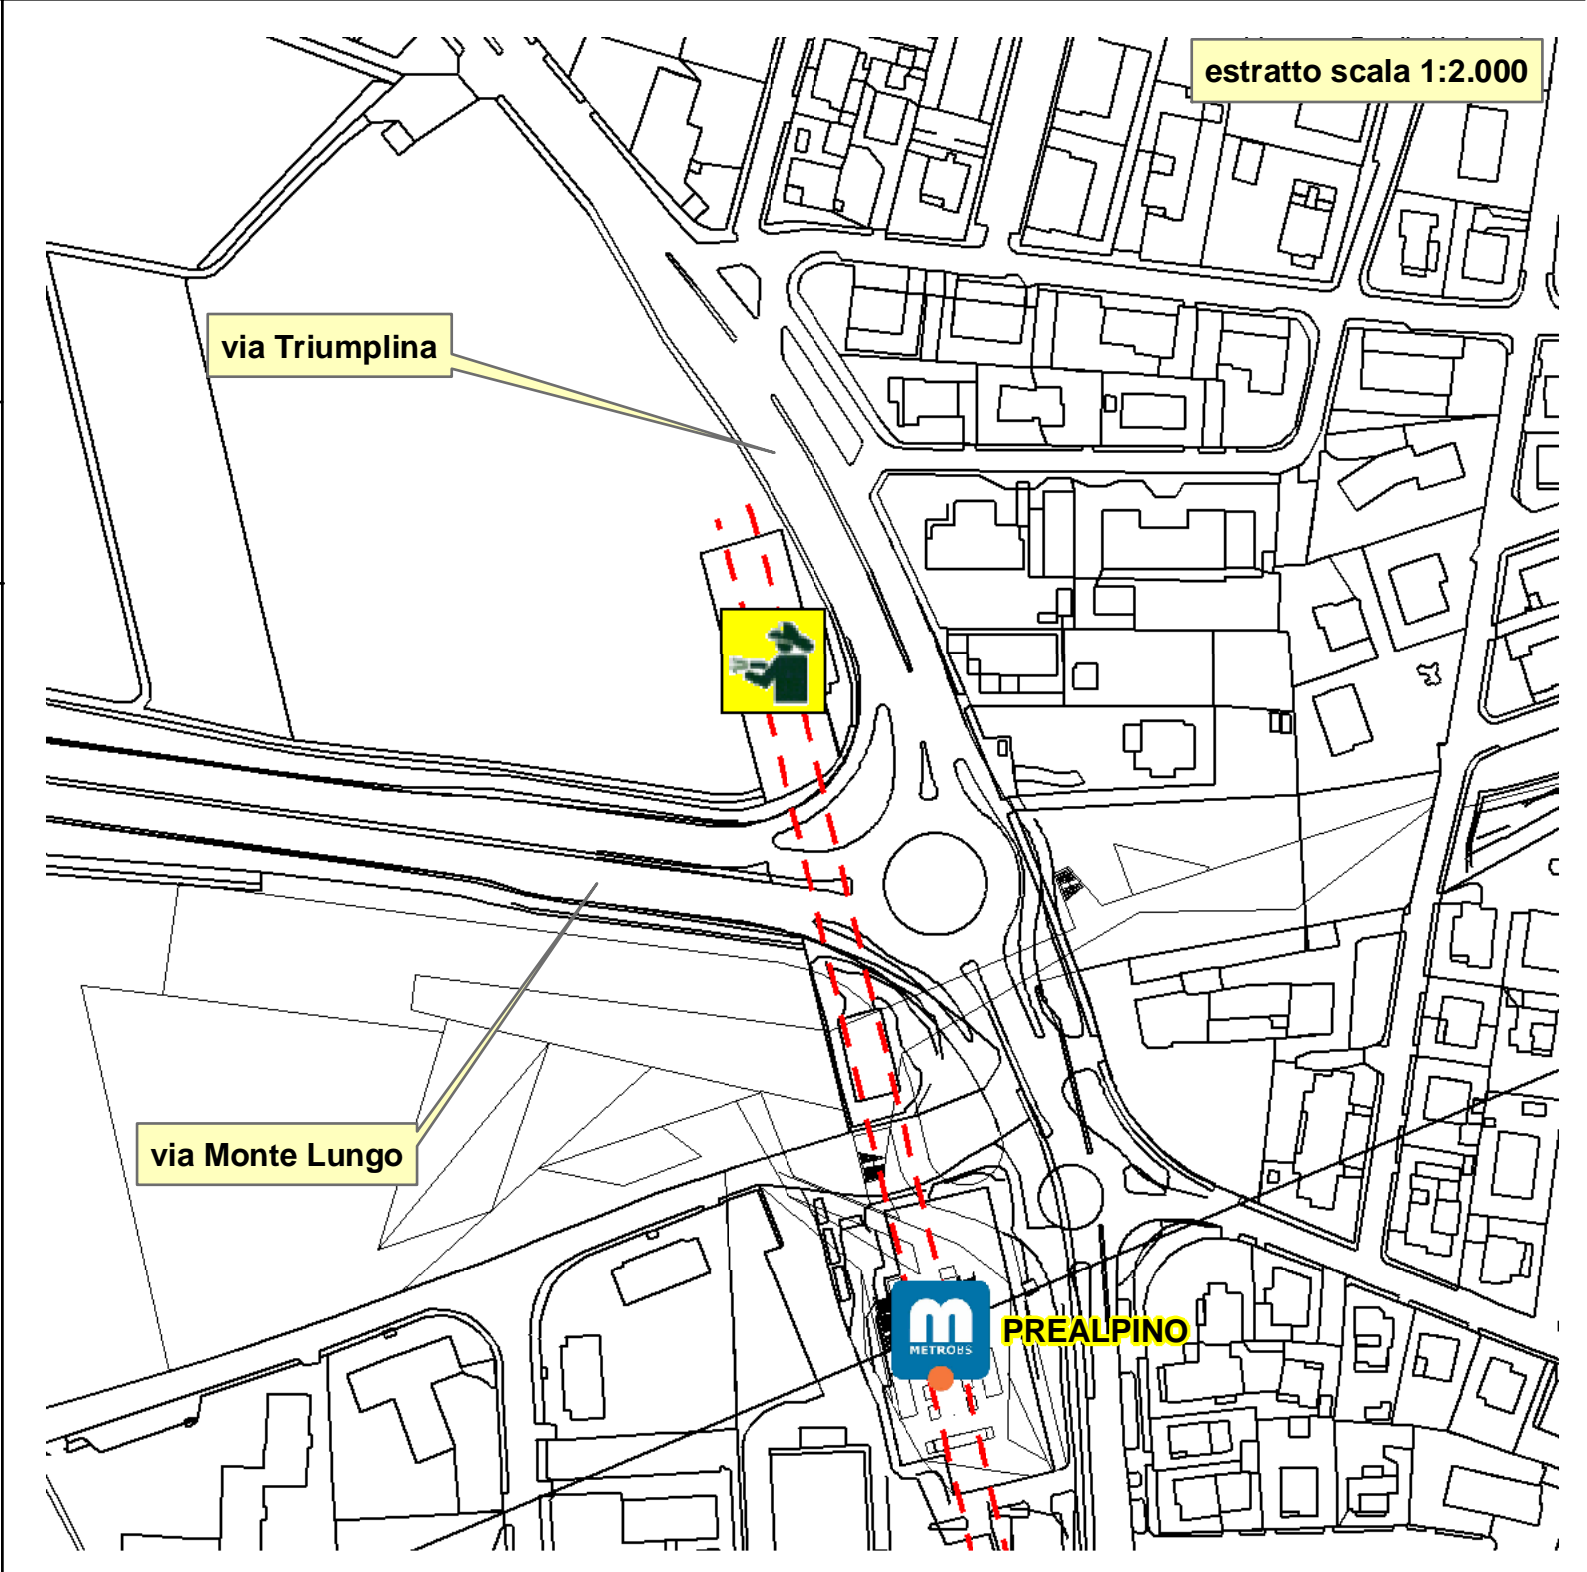 estratto scala 1:2.000
via Triumplina
via Monte Lungo
m
METROBS
PREALPINO